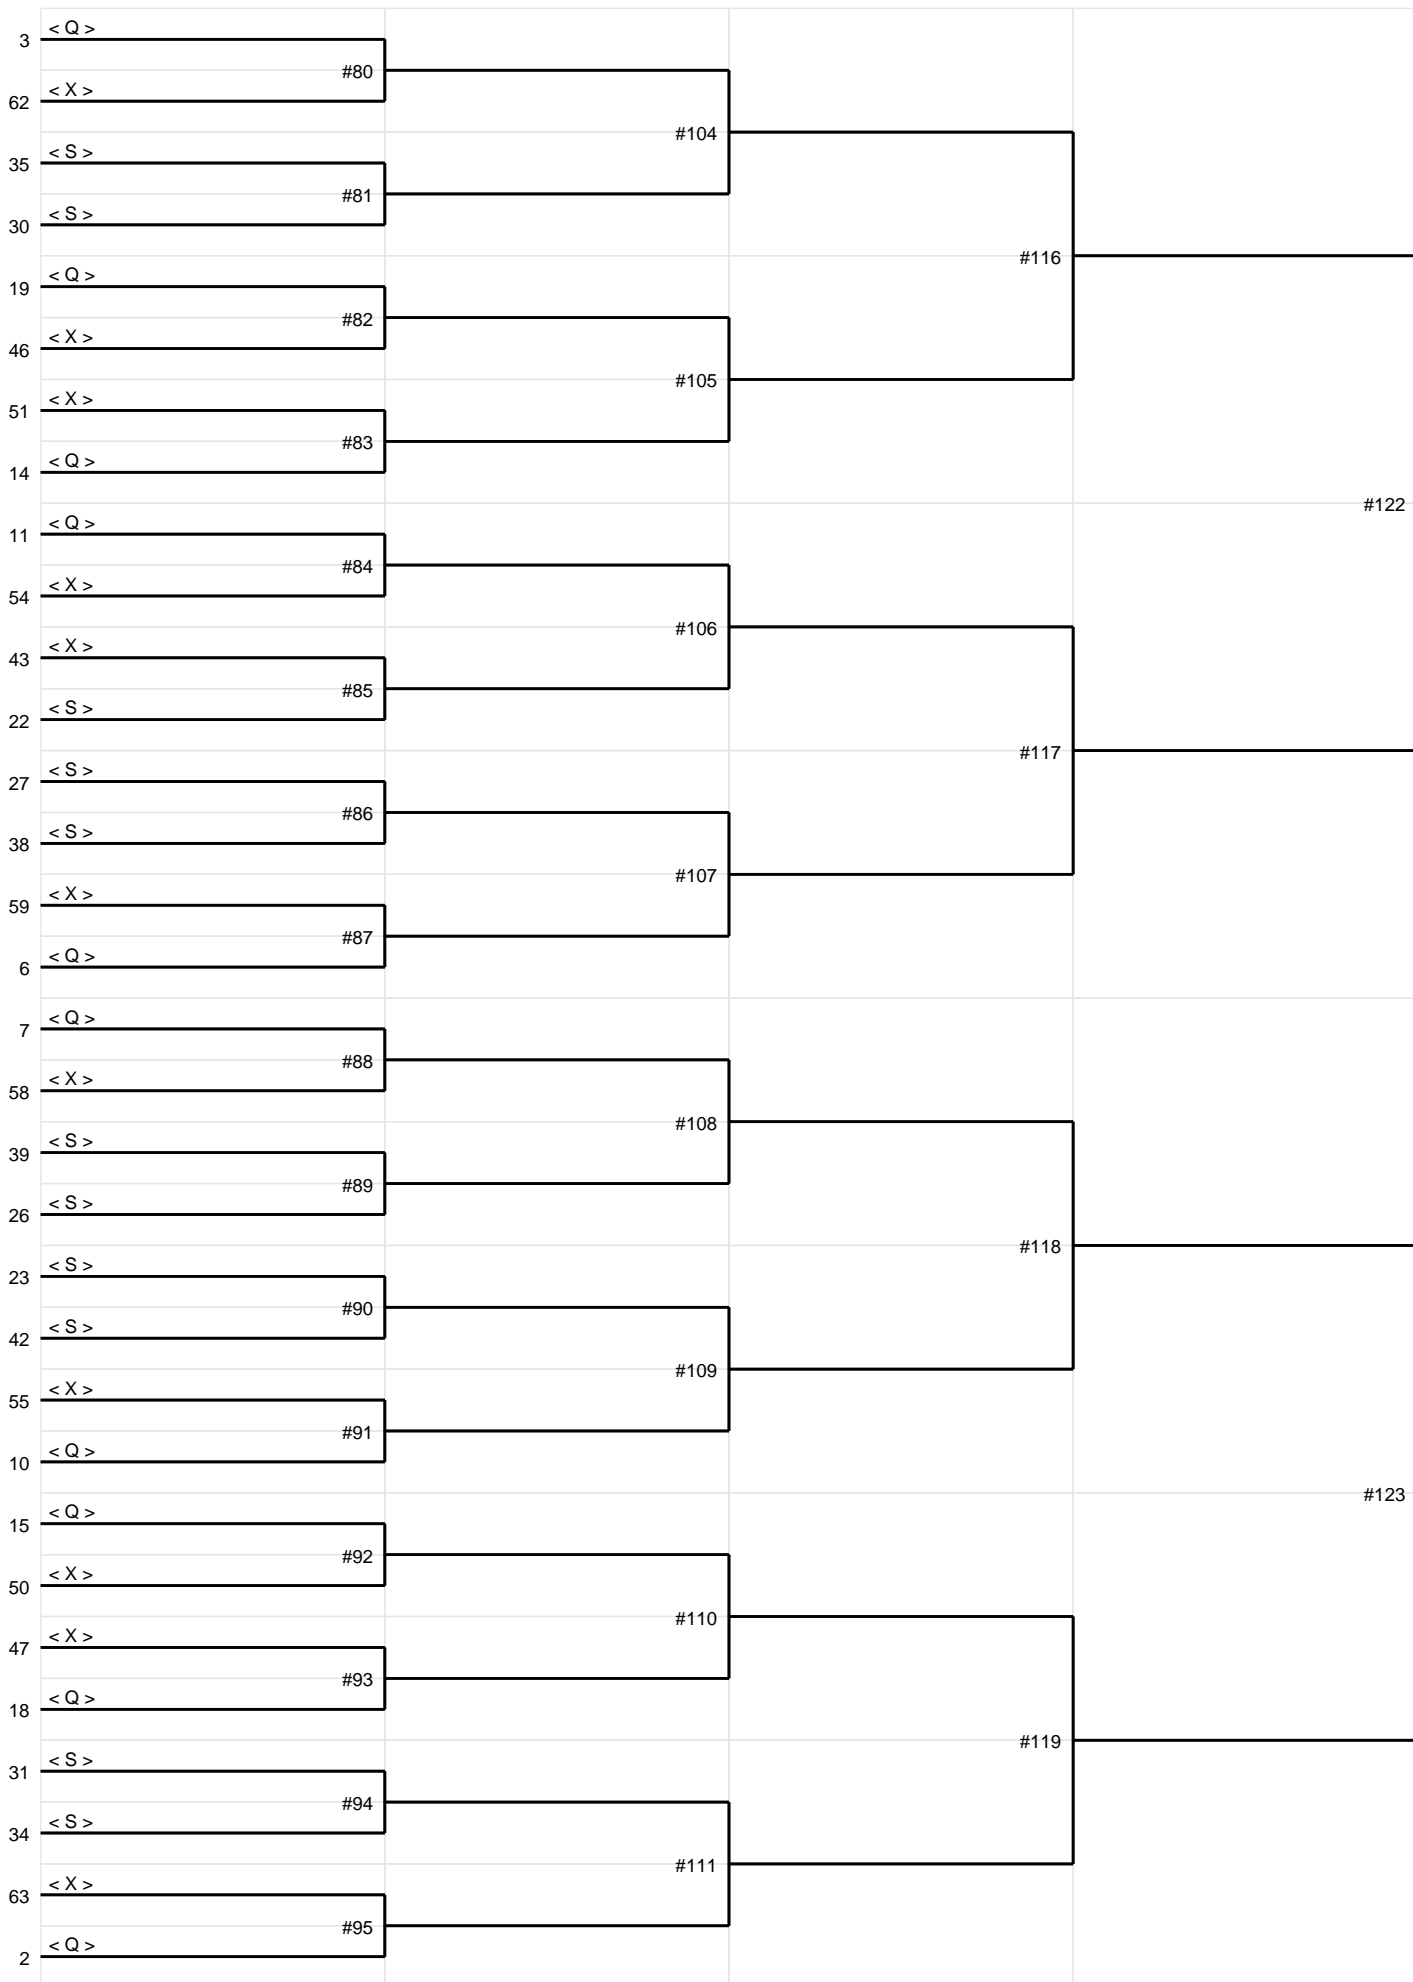 < Q >
3
#80
< X >
62
#104
< S >
35
#81
< S >
30
#116
< Q >
19
#82
< X >
46
#105
< X >
51
#83
< Q >
14
#122
< Q >
11
#84
< X >
54
#106
< X >
43
#85
< S >
22
#117
< S >
27
#86
< S >
38
#107
< X >
59
#87
< Q >
6
< Q >
7
#88
< X >
58
#108
< S >
39
#89
< S >
26
#118
< S >
23
#90
< S >
42
#109
< X >
55
#91
< Q >
10
#123
< Q >
15
#92
< X >
50
#110
< X >
47
#93
< Q >
18
#119
< S >
31
#94
< S >
34
#111
< X >
63
#95
< Q >
2